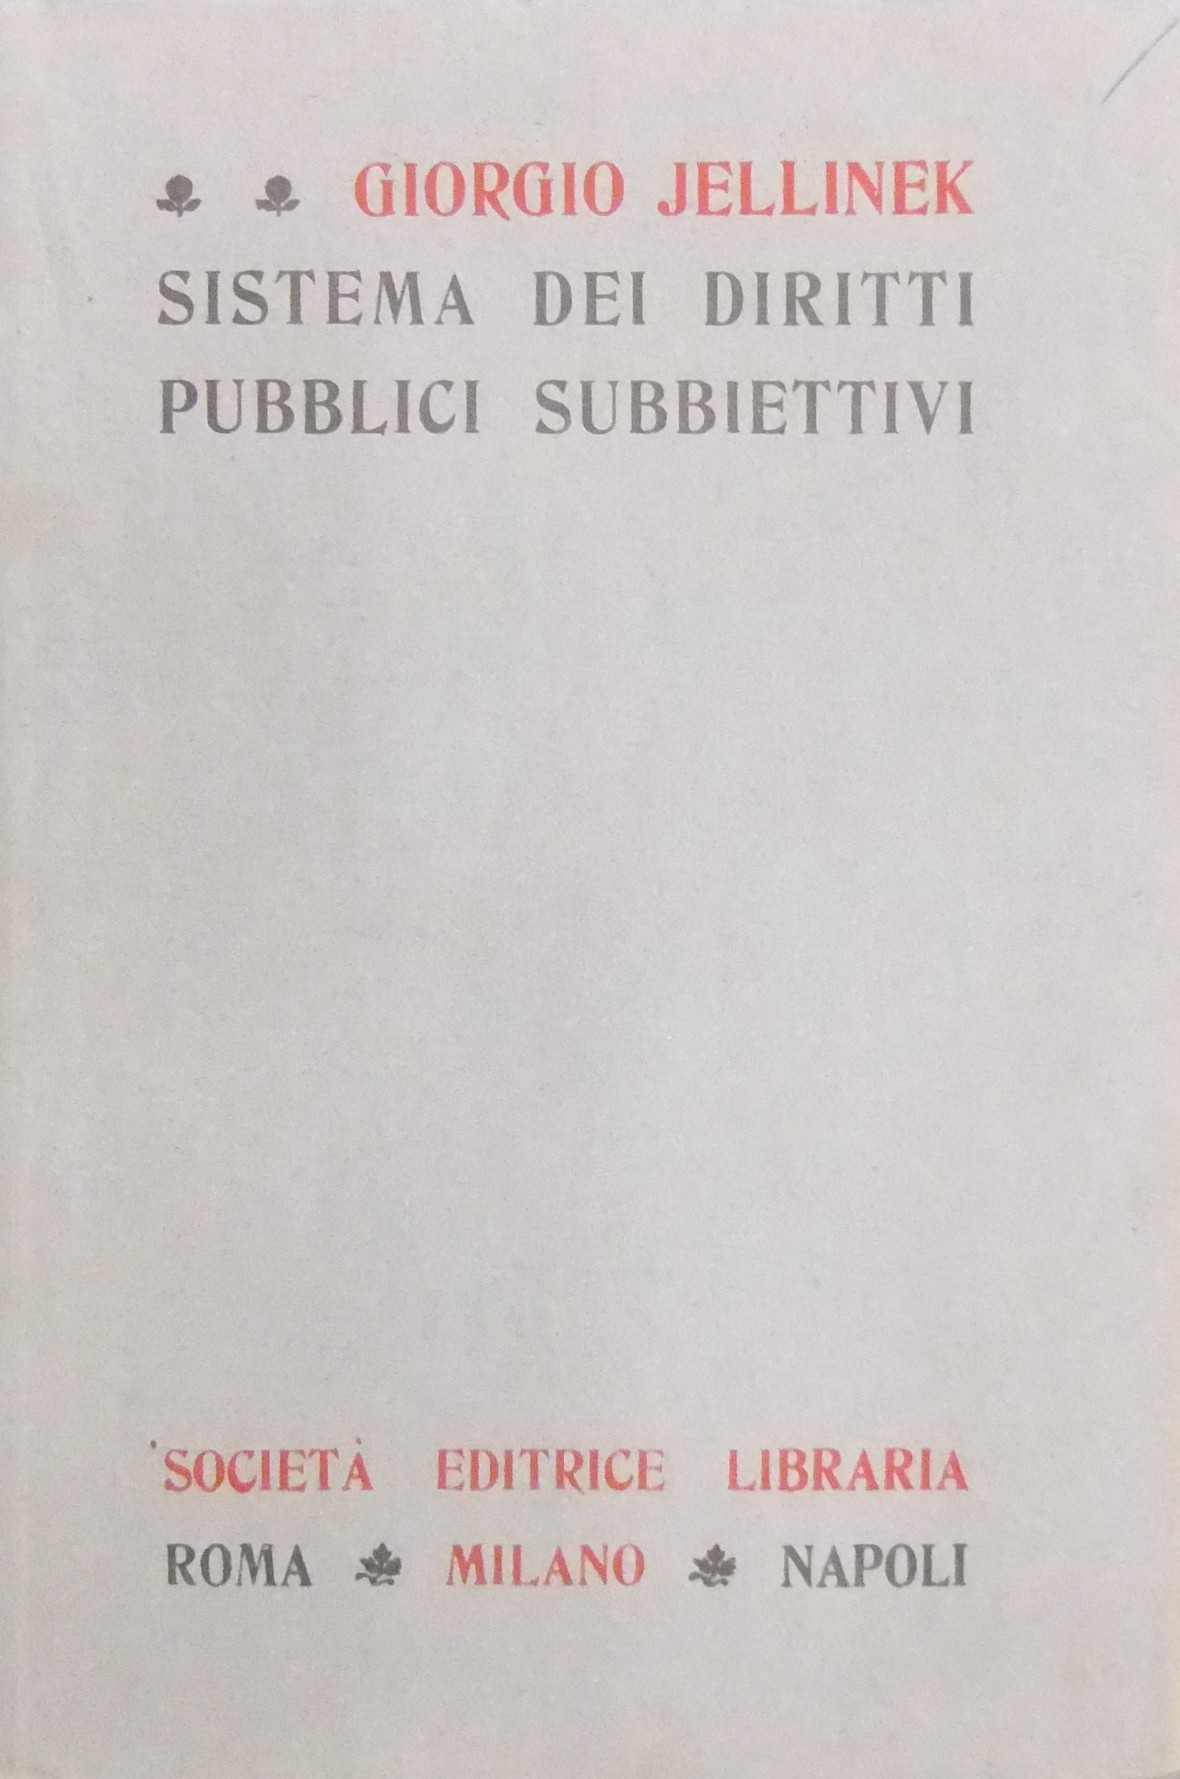 GIORGIO JELLINEK
SISTEMA DEI DIRITTI
PUBBLICI SUBBIETTIVI
SOCIETÀ EDITRICE LIBRARIA
ROMA MILANO NAPOLI